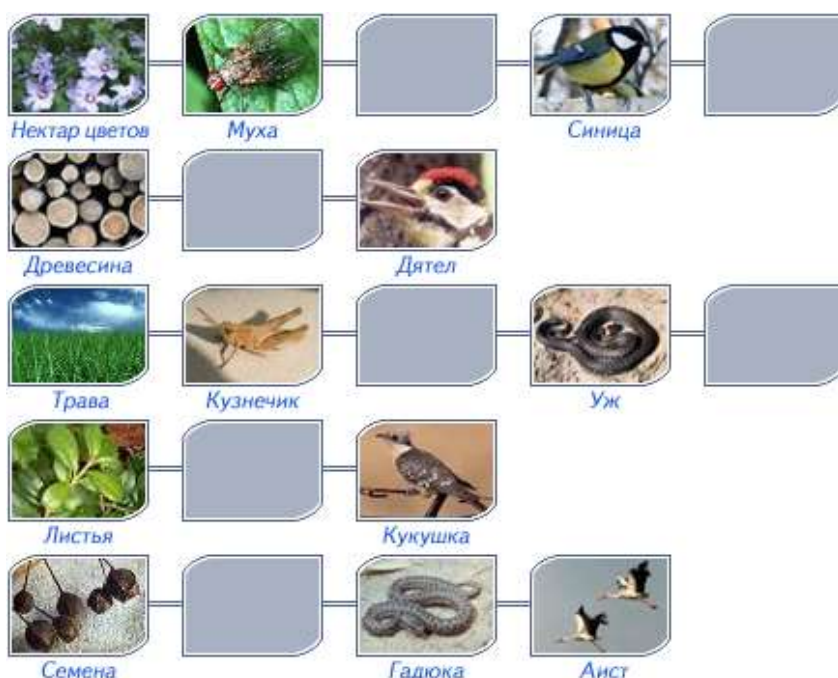 Нектар цветов Муха Синица
Древесина Дятел
Трава Кузнечик Уж
Листья Кукушка
Семена Гадюка Аист